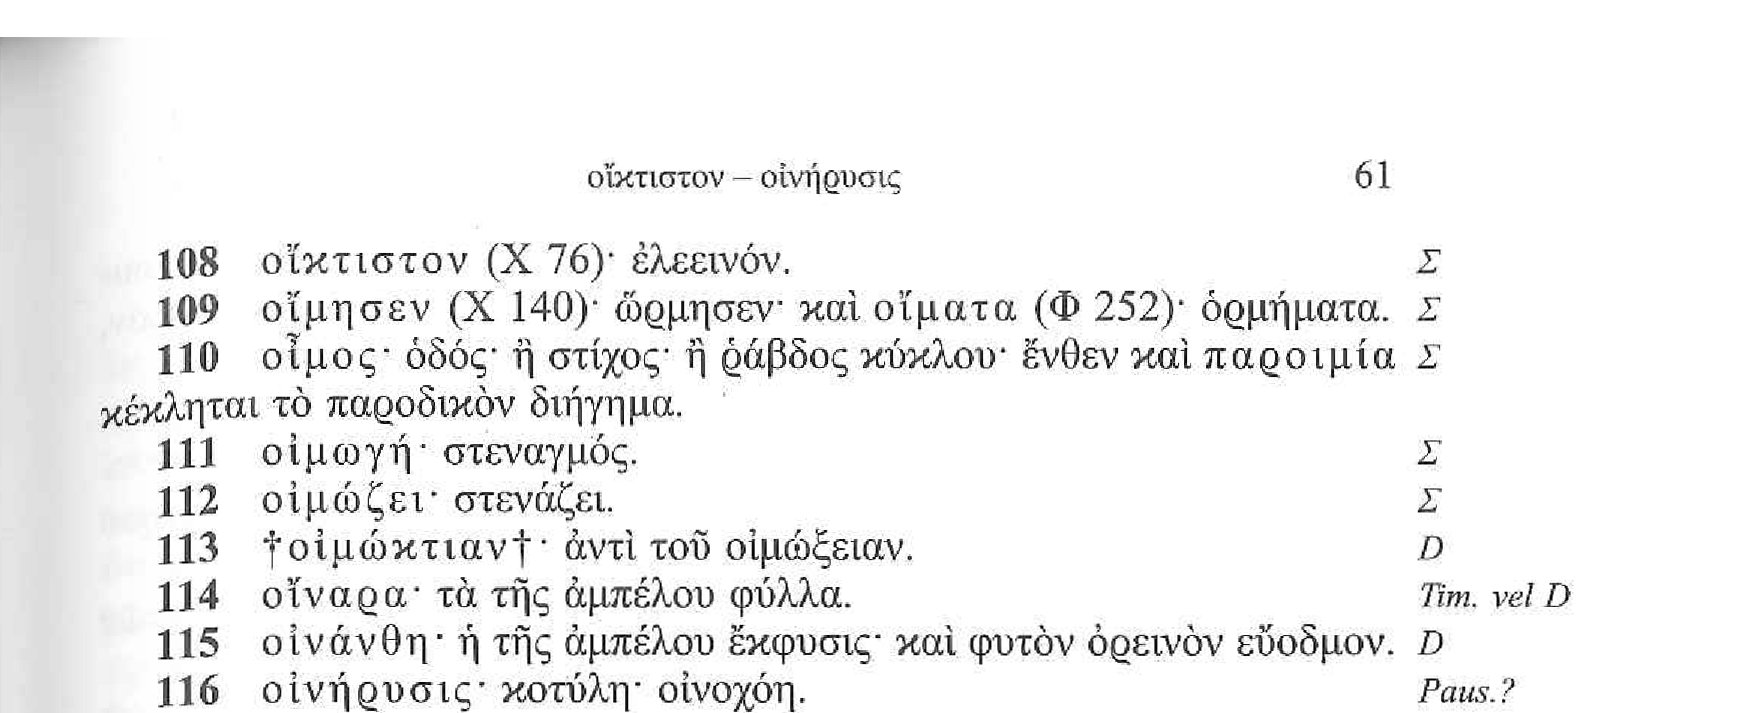 οἴκτιστον – οἰνήρυσις 61
108 οἴκτιστον (Χ 76)· ἐλεεινόν. Σ
109 οἴμησεν (Χ 140)· ὥρμησεν· καὶ οἴματα (Φ 252)· ὁρμήματα. Σ
110 οἶμος· ὁδός· ἢ στίχος· ἢ ῥάβδος κύκλου· ἔνθεν καὶ παροιμία Σ
κέκληται τὸ παροδικὸν διήγημα.
111 οἰμωγή· στεναγμός. Σ
112 οἰμώζει· στενάζει. Σ
113 †οἰμώκτιαν†· ἀντὶ τοῦ οἰμώξειαν. D
114 οἴναρα· τὰ τῆς ἀμπέλου φύλλα. Tim. vel D
115 οἰνάνθη· ἡ τῆς ἀμπέλου ἔκφυσις· καὶ φυτὸν ὀρεινὸν εὔοδμον. D
116 οἰνήρυσις· κοτύλη· οἰνοχόη. Paus.?